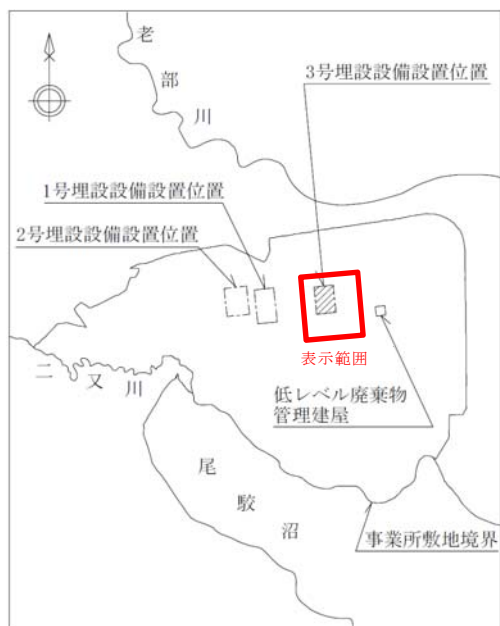 老部川
3号埋設設備設置位置
1号埋設設備設置位置
2号埋設設備設置位置
表示範囲
二又川
低レベル廃棄物
管理建屋
尾駮沼
事業所敷地境界